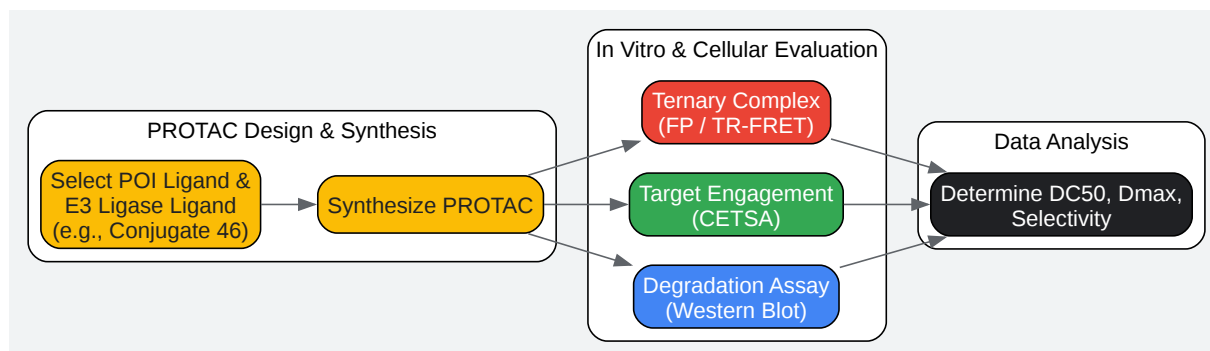 PROTAC Design & Synthesis
Select POI Ligand &
E3 Ligase Ligand
(e.g., Conjugate 46)
Synthesize PROTAC
In Vitro & Cellular Evaluation
Ternary Complex
(FP / TR-FRET)
Target Engagement
(CETSA)
Degradation Assay
(Western Blot)
Data Analysis
Determine DC50, Dmax,
Selectivity